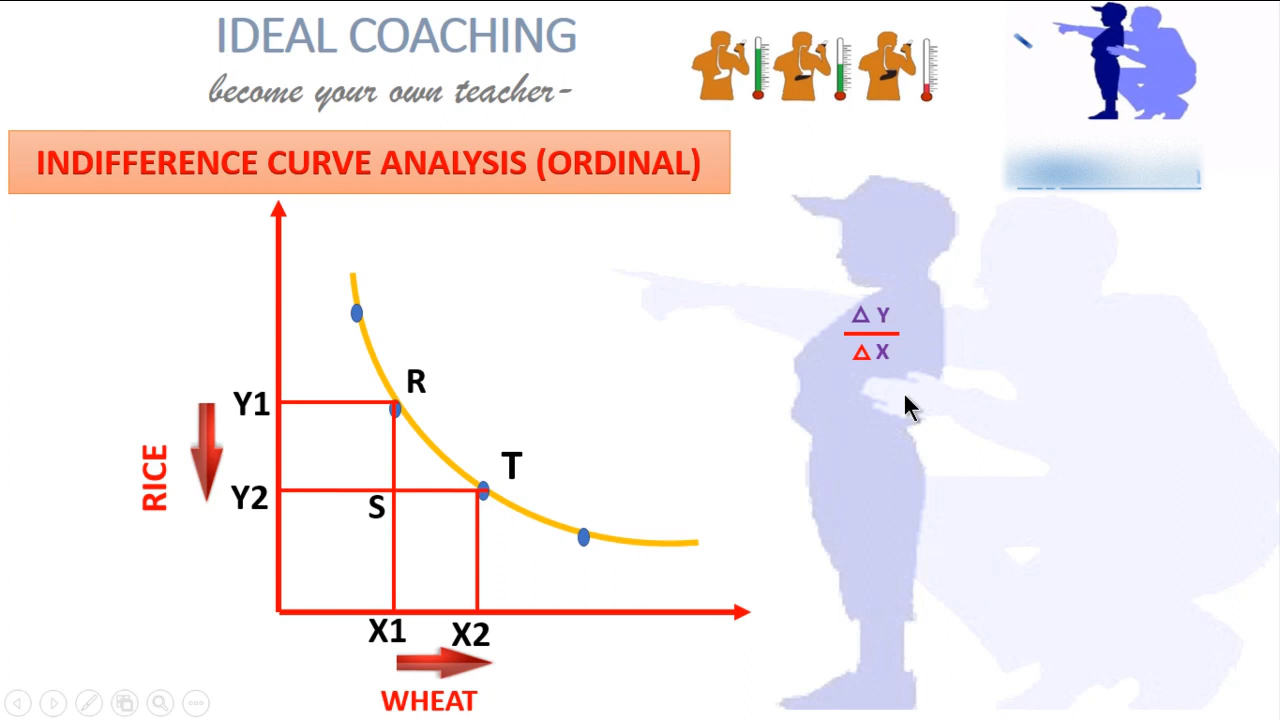 IDEAL COACHING
become your own teacher-
INDIFFERENCE CURVE ANALYSIS (ORDINAL)
R
Y1
T
Y2
S
RICE
X1
X2
WHEAT
Δ Y
Δ X